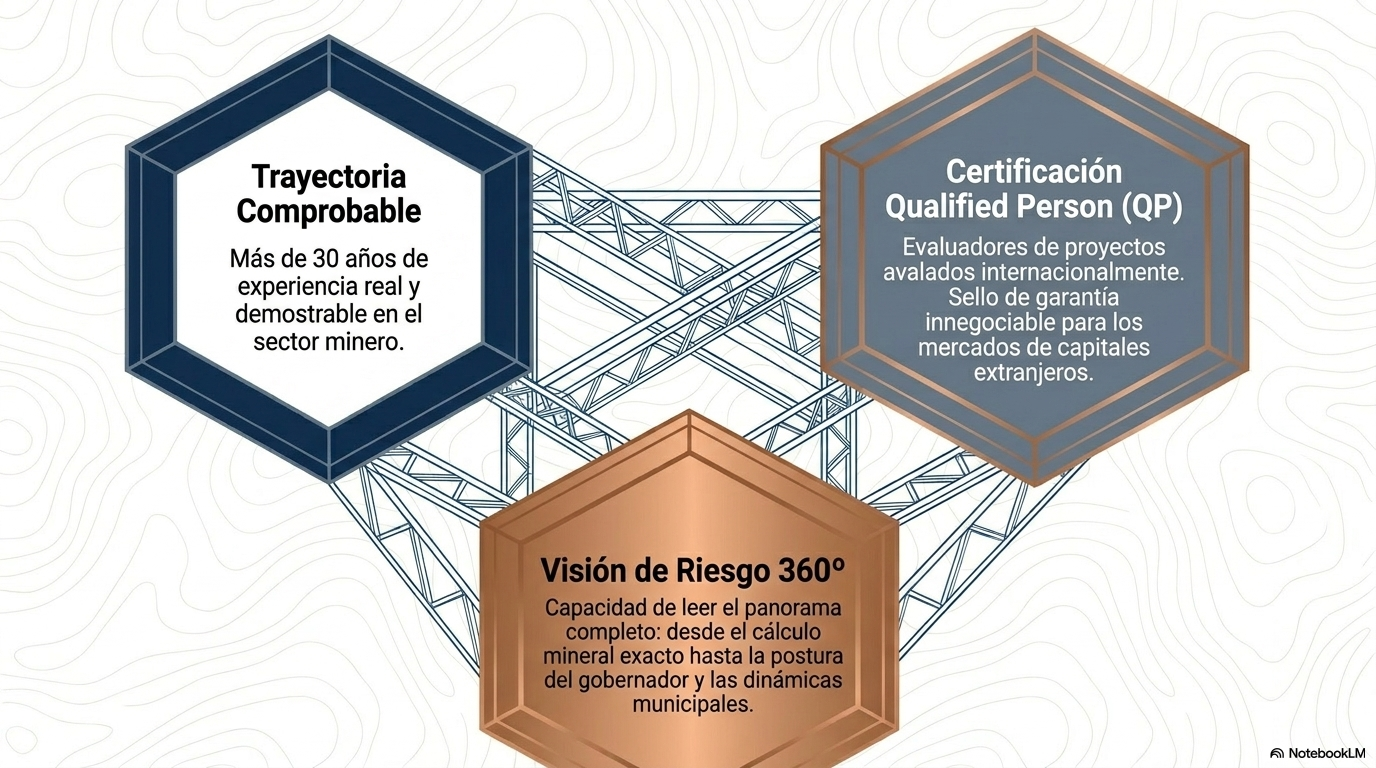 Trayectoria
Comprobable
Más de 30 años de
experiencia real y
demostrable en el
sector minero.
Certificación
Qualified Person (QP)
Evaluadores de proyectos
avalados internacionalmente.
Sello de garantía
innegociable para los
mercados de capitales
extranjeros.
Visión de Riesgo 360º
Capacidad de leer el panorama
completo: desde el cálculo
mineral exacto hasta la postura
del gobernador y las dinámicas
municipales.
NotebookLM